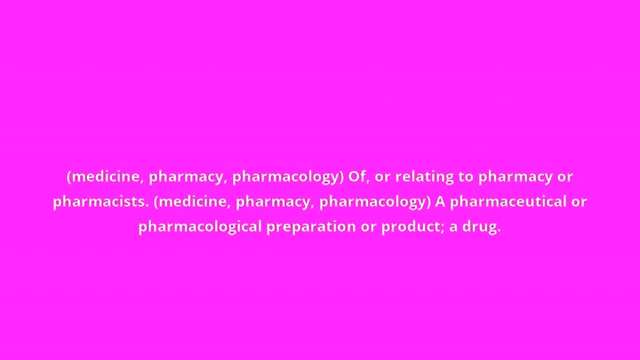 (medicine, pharmacy, pharmacology) Of, or relating to pharmacy or
pharmacists. (medicine, pharmacy, pharmacology) A pharmaceutical or
pharmacological preparation or product; a drug.